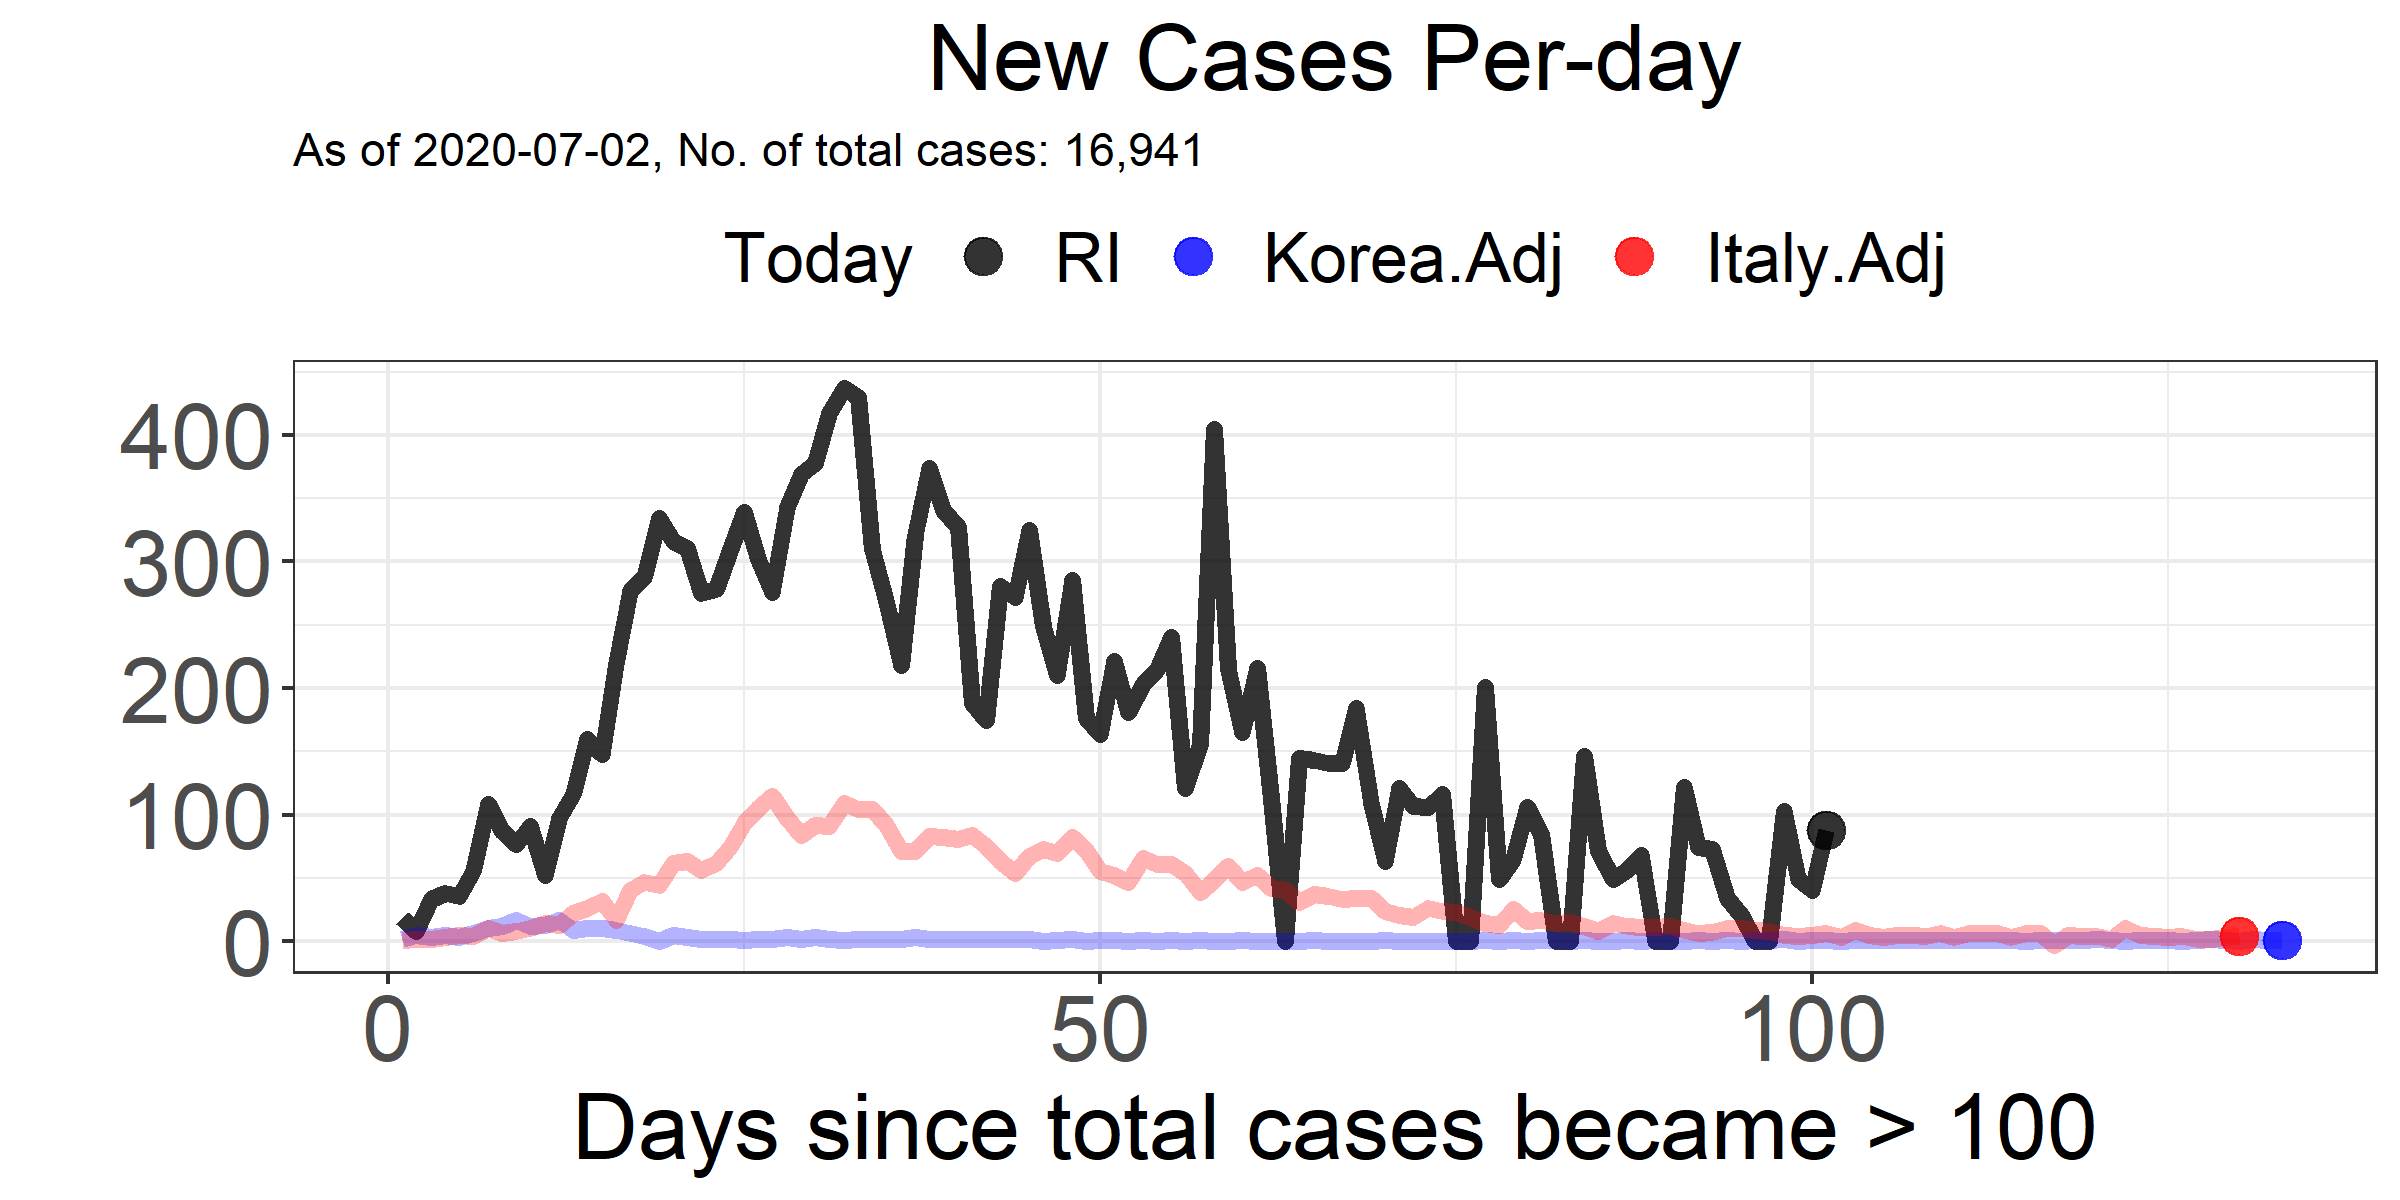 New Cases Per-day
As of 2020-07-02, No. of total cases: 16,941
Today RI Korea.Adj Italy.Adj
400
300
200
100
0
0 50 100
Days since total cases became > 100